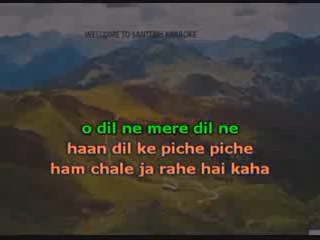 WELCOME TO SANTOSH KARAOKE
o dil ne mere dil ne
haan dil ke piche piche
ham chale ja rahe hai kaha